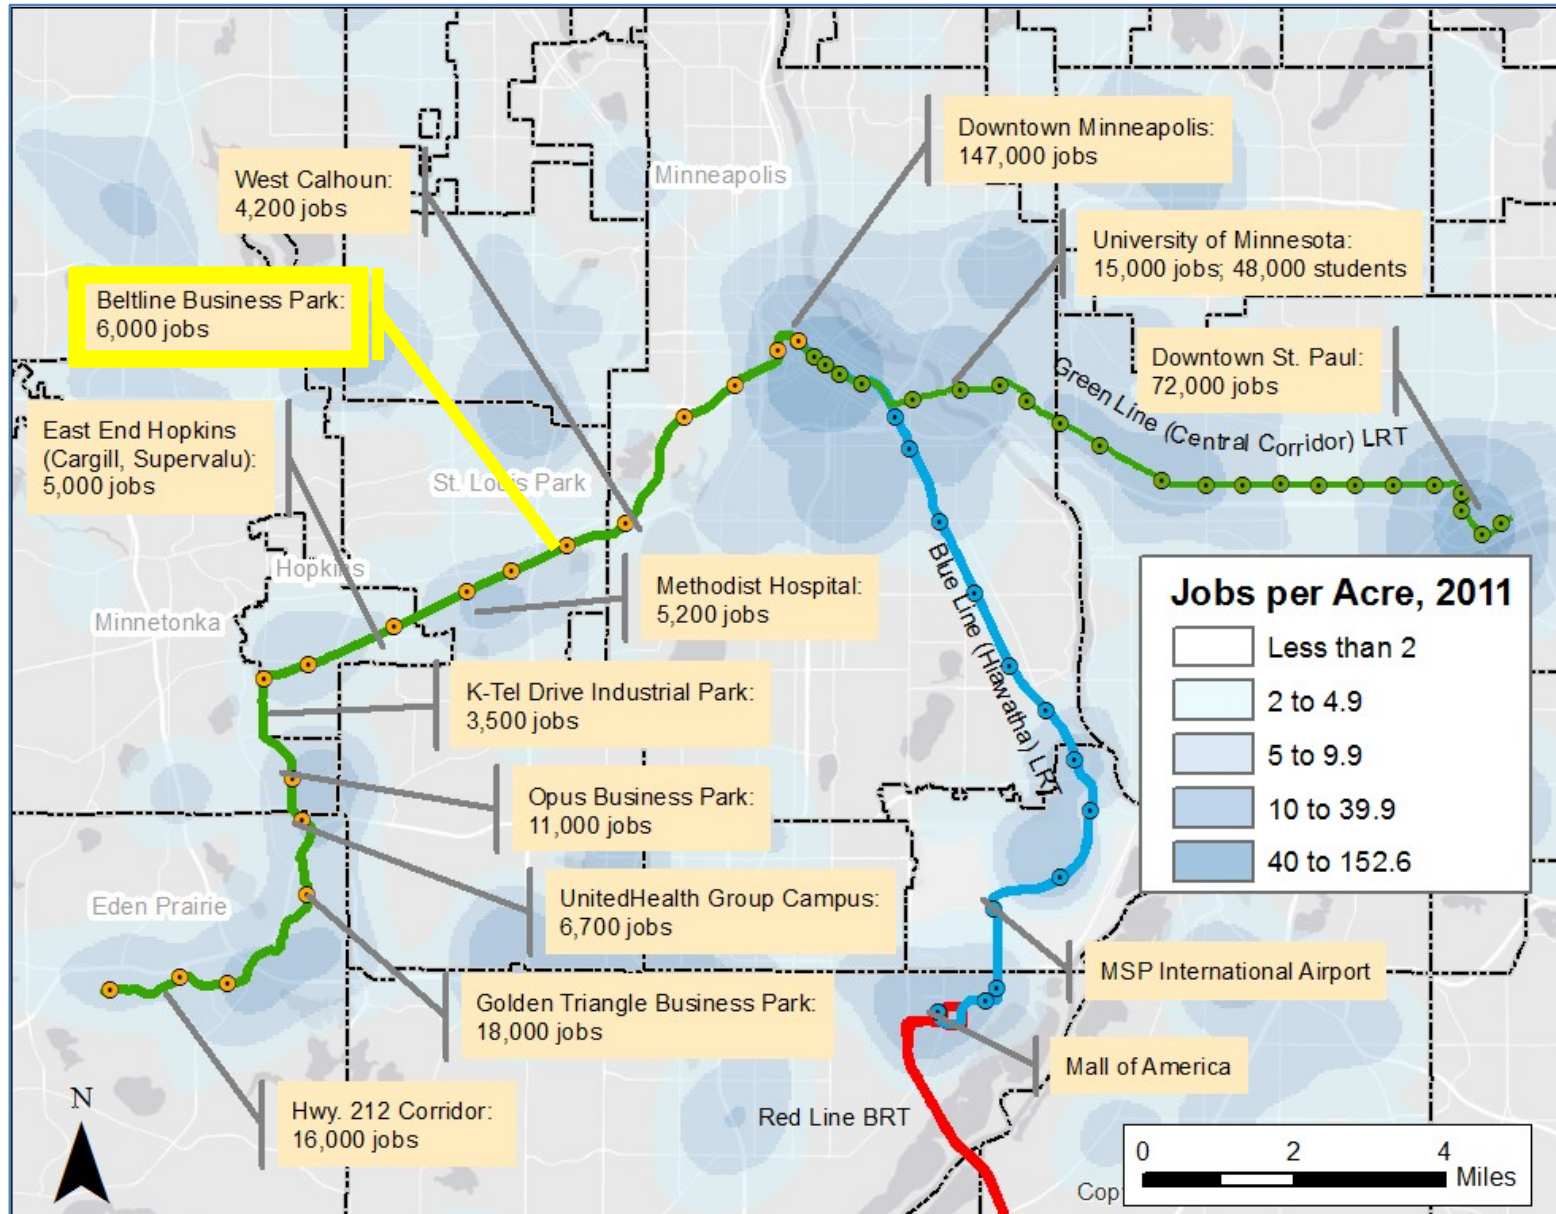 Downtown Minneapolis:
147,000 jobs
West Calhoun:
4,200 jobs
Minneapolis
University of Minnesota:
15,000 jobs; 48,000 students
Beltline Business Park:
6,000 jobs
Downtown St. Paul:
72,000 jobs
Green Line (Central Corridor) LRT
East End Hopkins
(Cargill, Supervalu):
5,000 jobs
St. Louis Park
Hopkins
Methodist Hospital:
5,200 jobs
Minnetonka
Blue Line (Hiawatha) LRT
K-Tel Drive Industrial Park:
3,500 jobs
Opus Business Park:
11,000 jobs
UnitedHealth Group Campus:
6,700 jobs
Eden Prairie
Golden Triangle Business Park:
18,000 jobs
MSP International Airport
Mall of America
Hwy. 212 Corridor:
16,000 jobs
Red Line BRT
N
Jobs per Acre, 2011
Less than 2
2 to 4.9
5 to 9.9
10 to 39.9
40 to 152.6
0 2 4
Miles